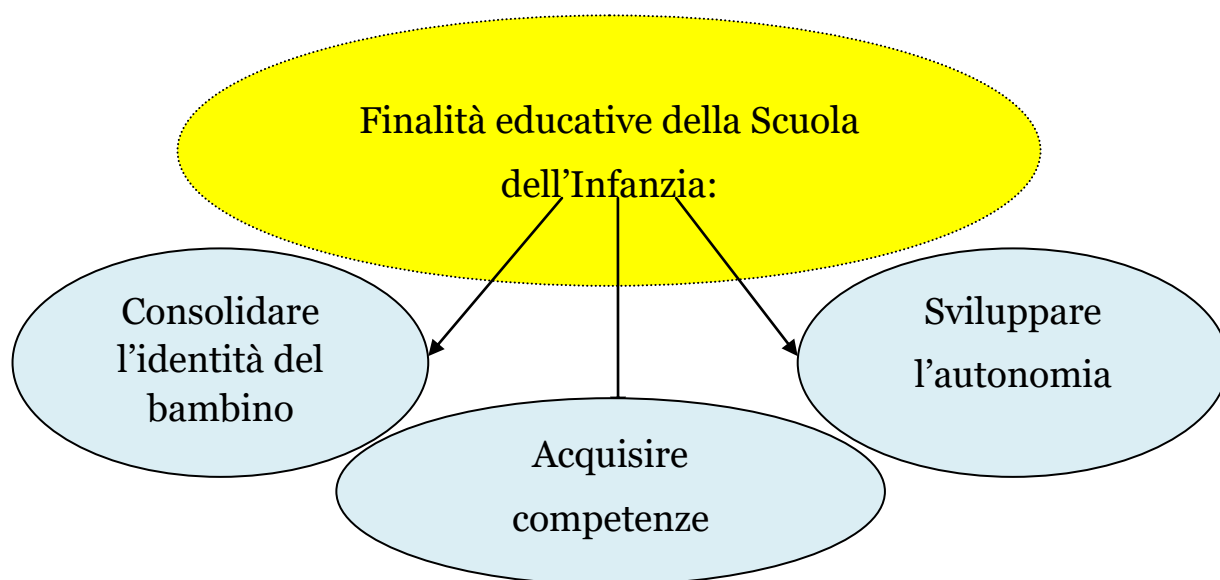 Finalità educative della Scuola
dell’Infanzia:
Consolidare
l’identità del
bambino
Acquisire
competenze
Sviluppare
l’autonomia